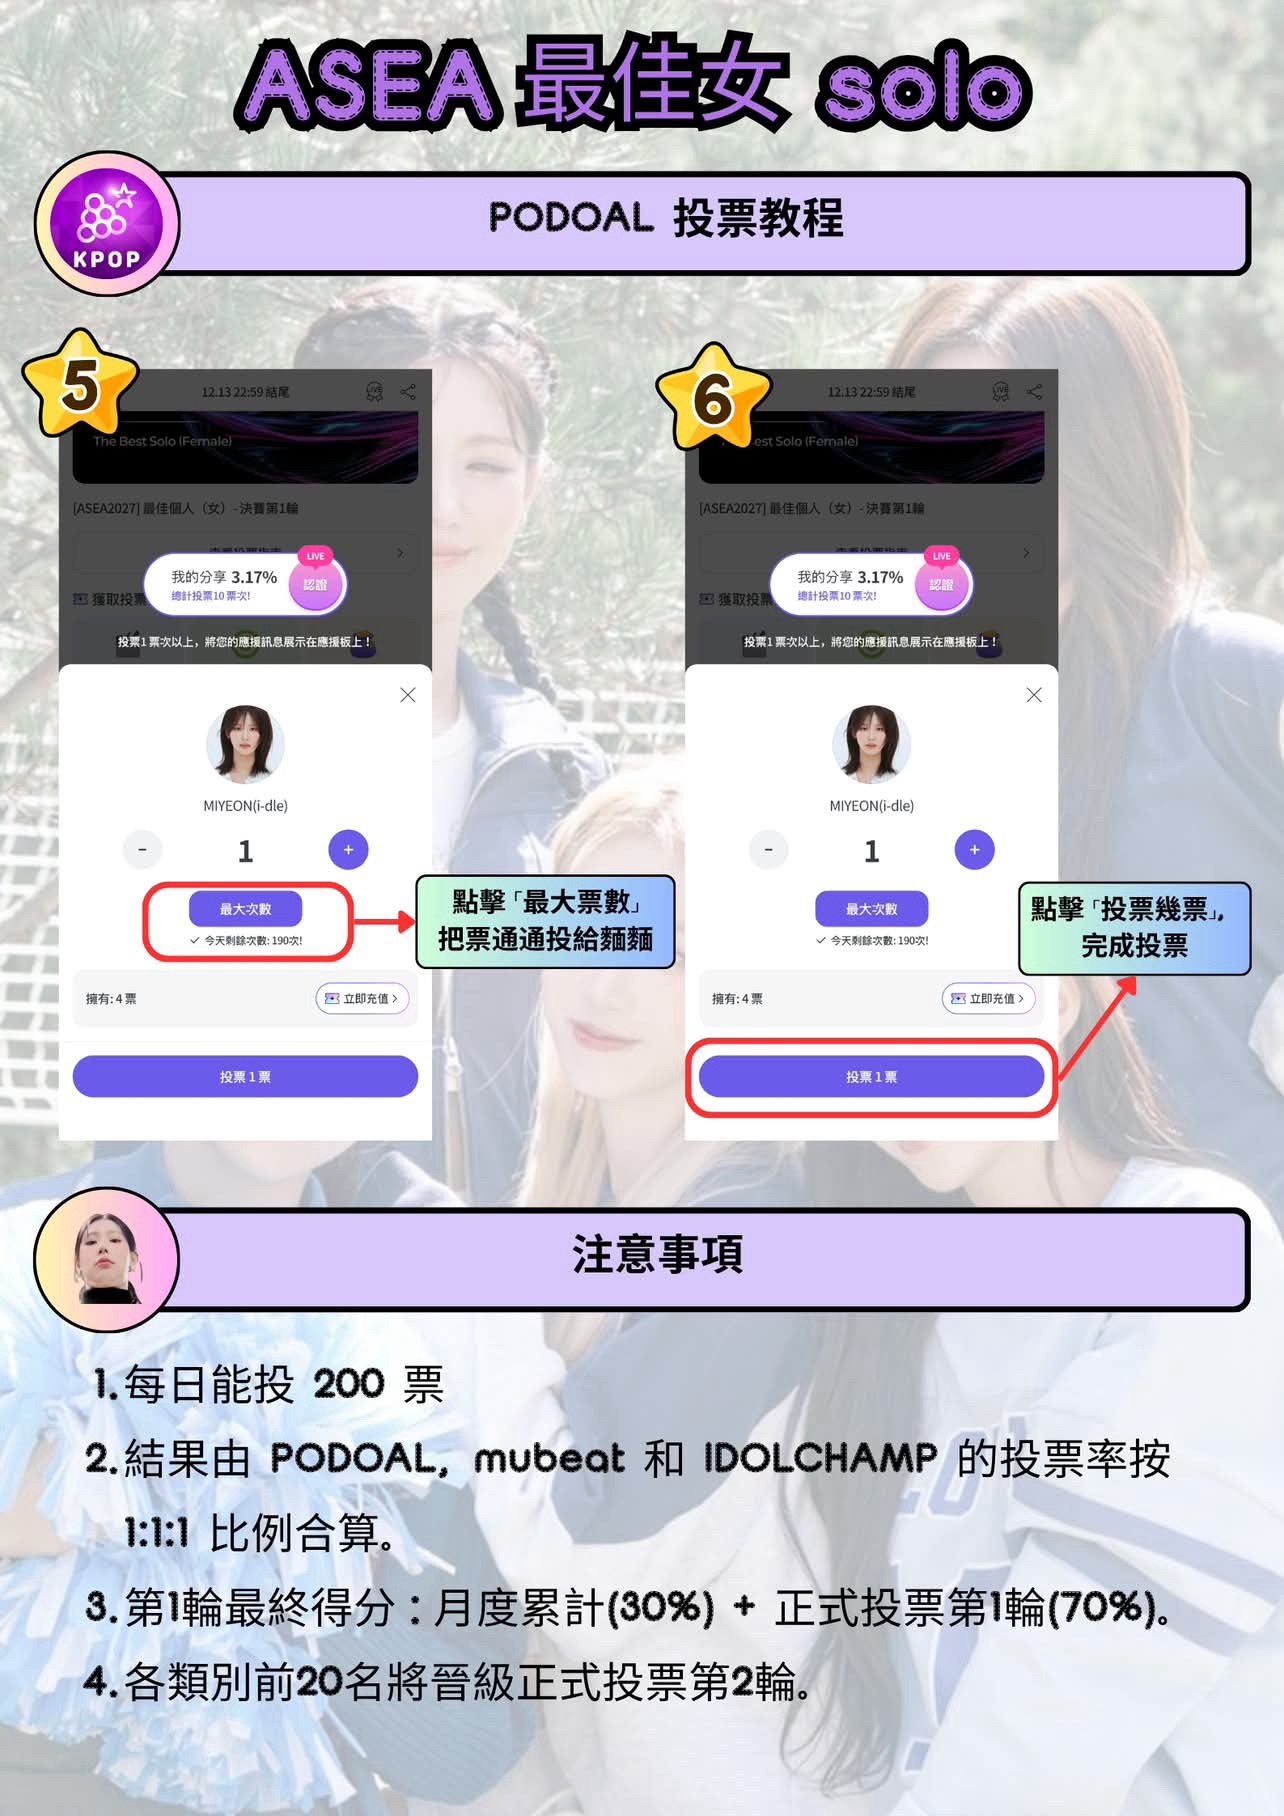 ASEA 最佳女 solo
KPOP
PODOAL 投票教程
5
12.13 22:59 結尾
LIVE
The Best Solo (Female)
[ASEA2027] 最佳個人（女）- 決賽第1輪
LIVE
我的分享 3.17%
總計投票10 票次!
認證
獲取投票
投票1 票次以上，將您的應援訊息展示在應援板上！
MIYEON(i-dle)
- 1 +
最大次數
今天剩餘次數: 190次!
擁有: 4 票
立即充值 >
投票 1 票
點擊「最大票數」
把票通通投給麵麵
6
12.13 22:59 結尾
LIVE
est Solo (Female)
[ASEA2027] 最佳個人（女）- 決賽第1輪
LIVE
我的分享 3.17%
總計投票10 票次!
認證
獲取投票
投票1 票次以上，將您的應援訊息展示在應援板上！
MIYEON(i-dle)
- 1 +
最大次數
今天剩餘次數: 190次!
擁有: 4 票
立即充值 >
投票 1 票
點擊「投票幾票」，
完成投票
注意事項
1. 每日能投 200 票
2. 結果由 PODOAL, mubeat 和 IDOLCHAMP 的投票率按
1:1:1 比例合算。
3. 第1輪最終得分：月度累計(30%) + 正式投票第1輪(70%)。
4. 各類別前20名將晉級正式投票第2輪。